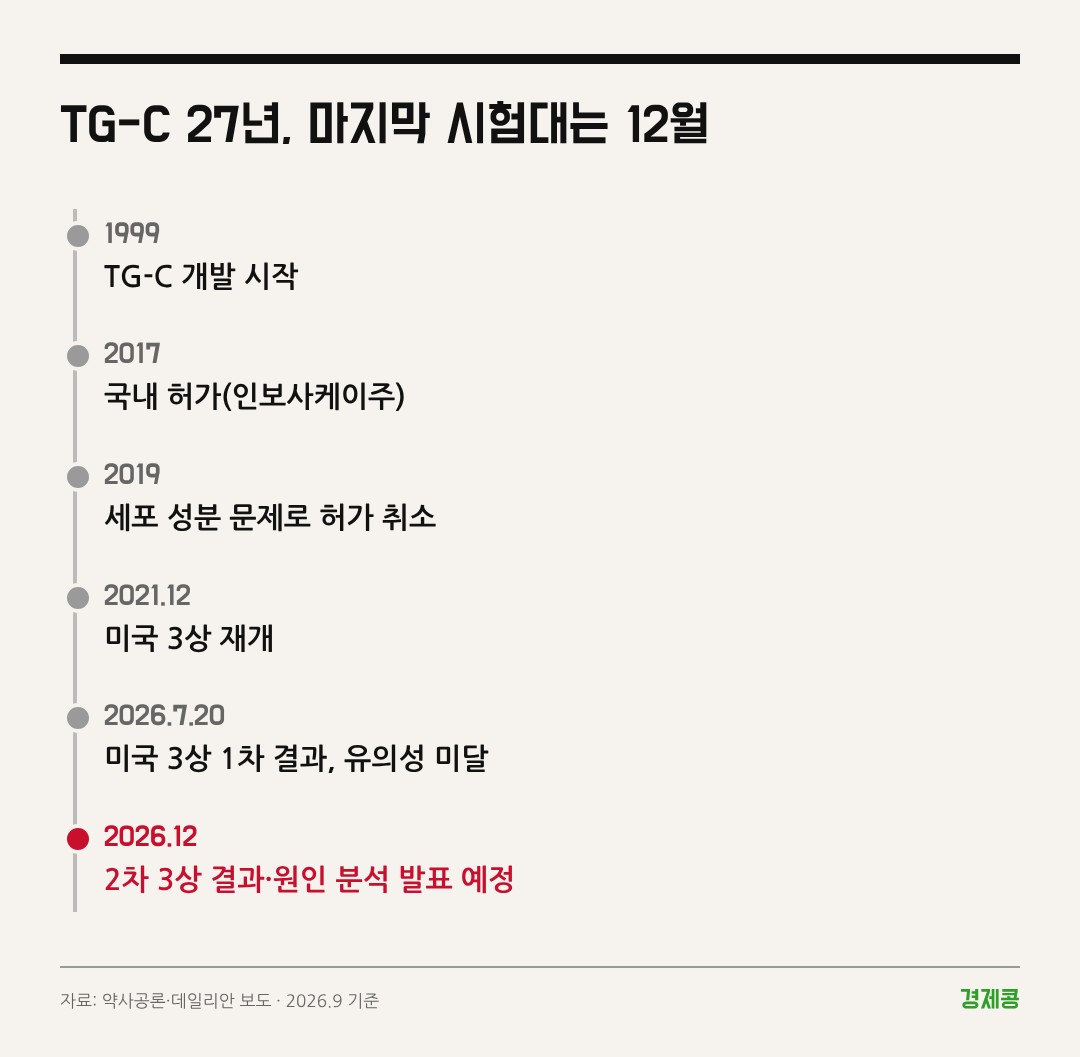 TG-C 27년, 마지막 시험대는 12월
1999
TG-C 개발 시작
2017
국내 허가(인보사케이주)
2019
세포 성분 문제로 허가 취소
2021.12
미국 3상 재개
2026.7.20
미국 3상 1차 결과, 유의성 미달
2026.12
2차 3상 결과·원인 분석 발표 예정
자료: 약사공론·데일리안 보도 · 2026.9 기준
경제콩